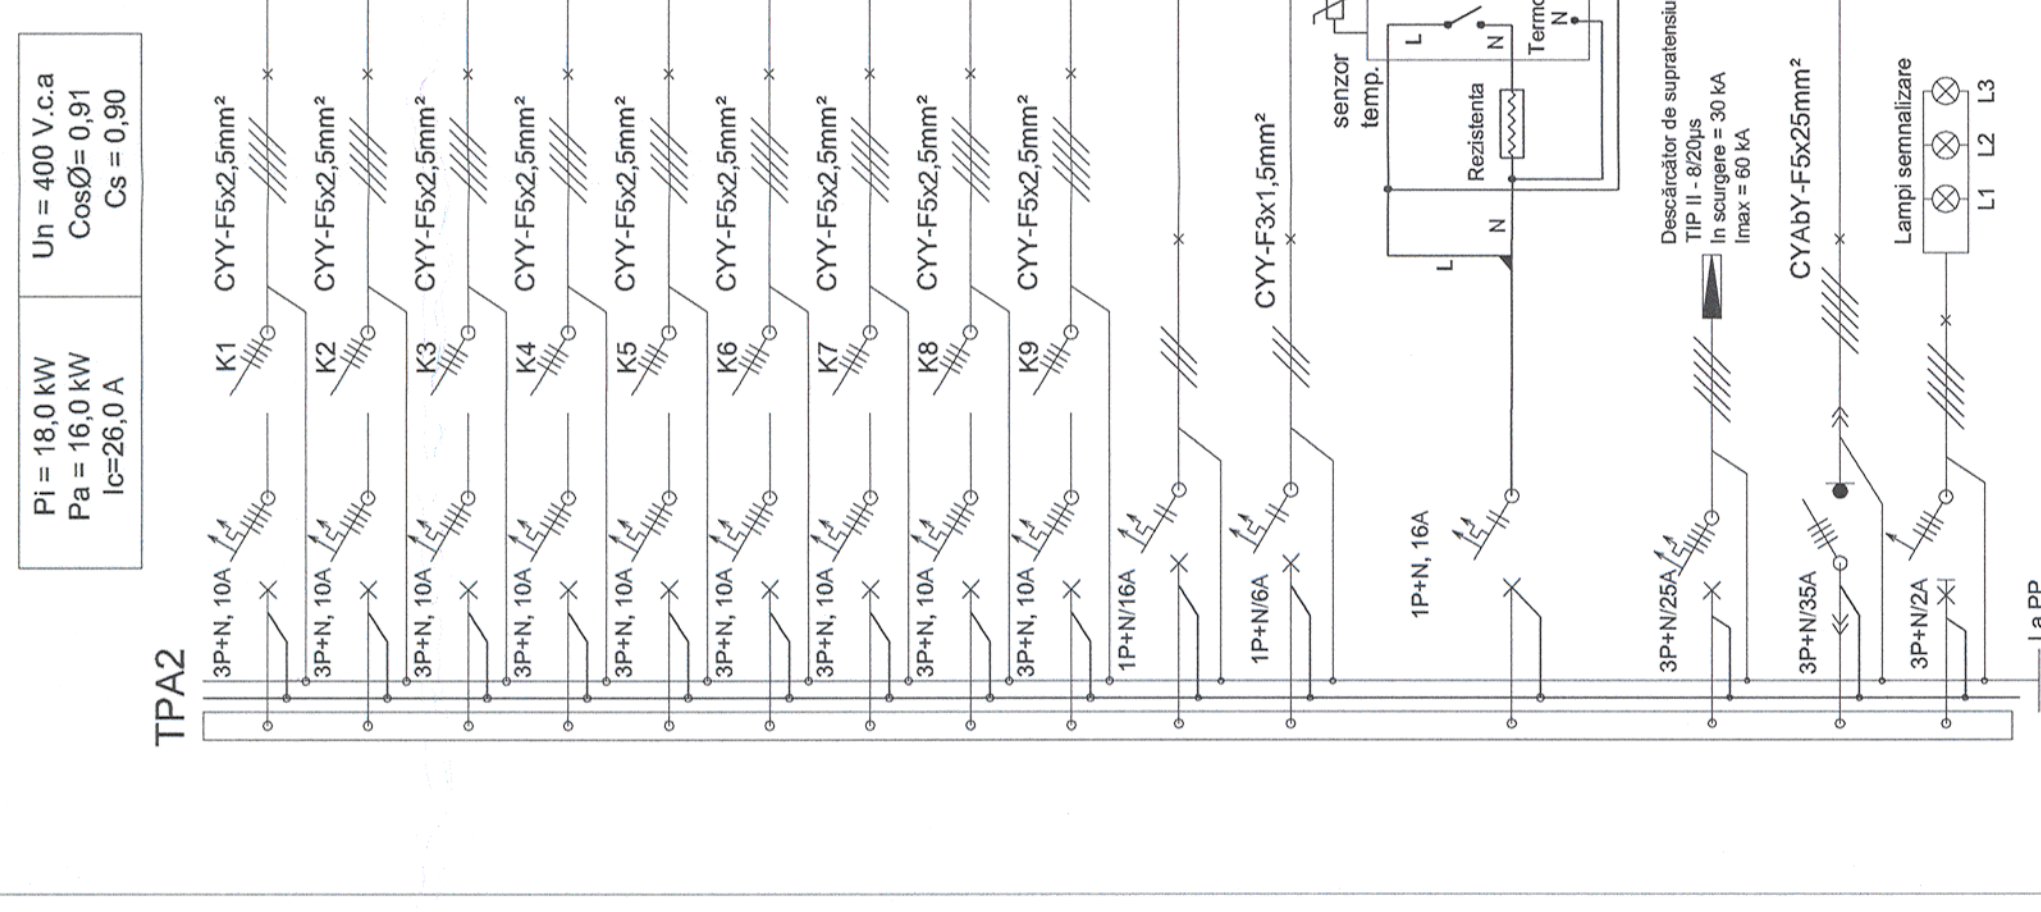 Pi = 18,0 kW
Pa = 16,0 kW
Ic=26,0 A
Un = 400 V.c.a
CosØ= 0,91
Cs = 0,90
TPA2
3P+N, 10A
K1
CYY-F5x2,5mm²
3P+N, 10A
K2
CYY-F5x2,5mm²
3P+N, 10A
K3
CYY-F5x2,5mm²
3P+N, 10A
K4
CYY-F5x2,5mm²
3P+N, 10A
K5
CYY-F5x2,5mm²
3P+N, 10A
K6
CYY-F5x2,5mm²
3P+N, 10A
K7
CYY-F5x2,5mm²
3P+N, 10A
K8
CYY-F5x2,5mm²
3P+N, 10A
K9
CYY-F5x2,5mm²
1P+N/16A
1P+N/6A
CYY-F3x1,5mm²
senzor
temp.
1P+N, 16A
L
N
L
N
Rezistenta
Termo
N
3P+N/25A
Descărcător de supratensiu
TIP II - 8/20µs
In scurgere = 30 kA
Imax = 60 kA
3P+N/35A
CYAbY-F5x25mm²
3P+N/2A
Lampi semnalizare
L1
L2
L3
La PP